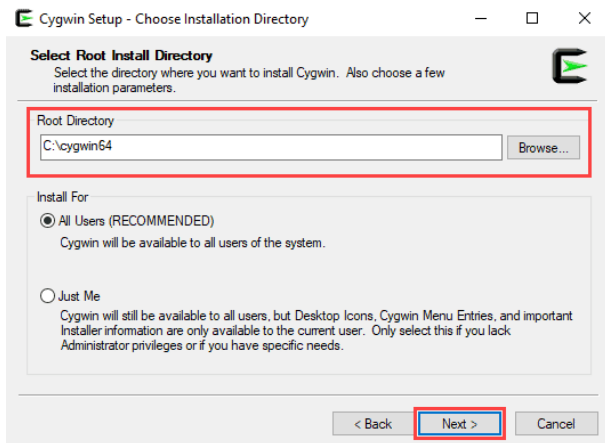 Cygwin Setup - Choose Installation Directory
Select Root Install Directory
Select the directory where you want to install Cygwin. Also choose a few
installation parameters.
Root Directory
C:\cygwin64
Browse...
Install For
All Users (RECOMMENDED)
Cygwin will be available to all users of the system.
Just Me
Cygwin will still be available to all users, but Desktop Icons, Cygwin Menu Entries, and important
Installer information are only available to the current user. Only select this if you lack
Administrator privileges or if you have specific needs.
< Back
Next >
Cancel